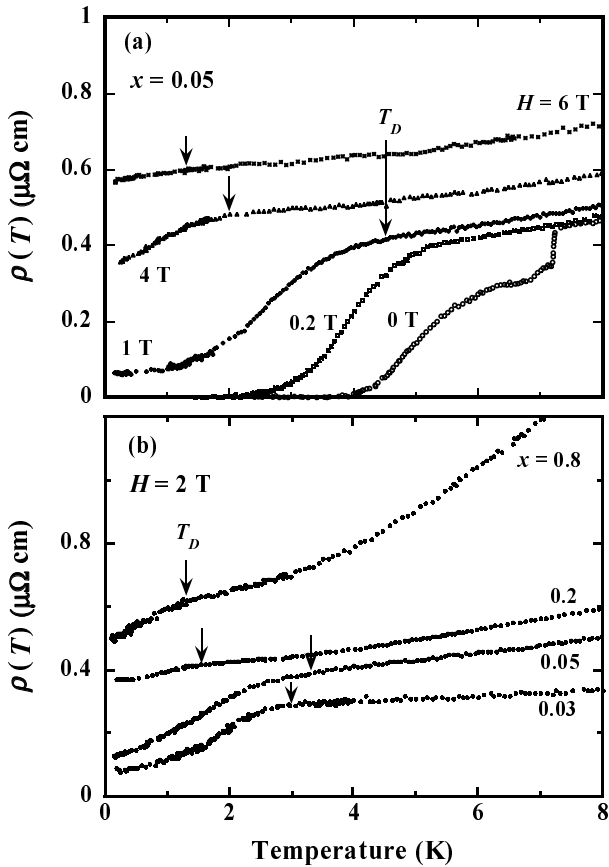 1
(a)
x = 0.05
0.8
H = 6 T
T_D
0.6
ρ (T) (μΩ cm)
0.4
4 T
0.2
0.2 T
0 T
1 T
0
(b)
x = 0.8
H = 2 T
T_D
0.8
ρ (T) (μΩ cm)
0.2
0.4
0.05
0.03
0
0 2 4 6 8
Temperature (K)